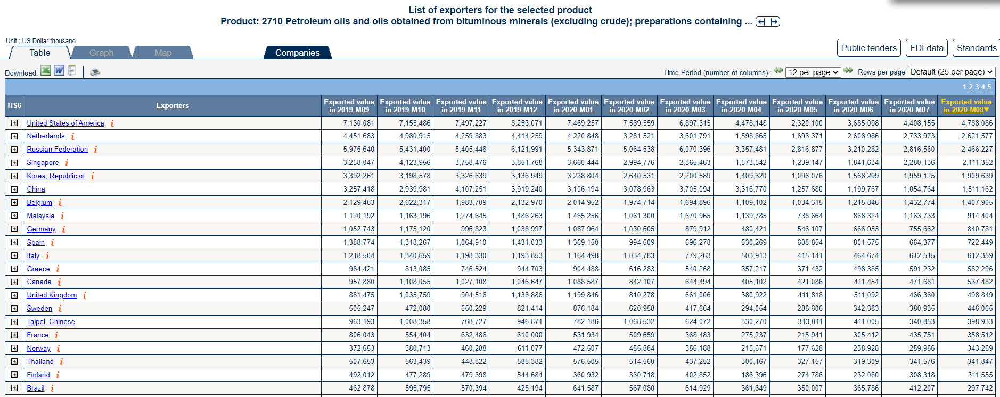 List of exporters for the selected product
Product: 2710 Petroleum oils and oils obtained from bituminous minerals (excluding crude); preparations containing ...
Unit : US Dollar thousand
Table Graph Map Companies Public tenders FDI data Standards
Download: Time Period (number of columns) : 12 per page Rows per page Default (25 per page)
1 2 3 4 5
HS6 Exporters Exported value in 2019-M09 Exported value in 2019-M10 Exported value in 2019-M11 Exported value in 2019-M12 Exported value in 2020-M01 Exported value in 2020-M02 Exported value in 2020-M03 Exported value in 2020-M04 Exported value in 2020-M05 Exported value in 2020-M06 Exported value in 2020-M07 Exported value in 2020-M08▼
United States of America i 7,130,081 7,155,486 7,497,227 8,253,071 7,469,257 7,589,559 6,897,315 4,478,148 2,320,100 3,685,098 4,408,155 4,788,086
Netherlands i 4,451,683 4,980,915 4,259,883 4,414,259 4,220,848 3,281,521 3,601,791 1,598,865 1,693,371 2,608,986 2,733,973 2,621,577
Russian Federation i 5,975,640 5,431,400 5,405,448 6,121,991 5,343,871 5,064,538 6,070,396 3,357,481 2,816,877 3,210,282 2,816,560 2,466,227
Singapore i 3,258,047 4,123,956 3,758,476 3,851,768 3,660,444 2,994,776 2,865,463 1,573,542 1,239,147 1,841,634 2,280,136 2,111,352
Korea, Republic of i 3,392,261 3,198,578 3,326,639 3,136,949 3,238,804 2,640,531 2,200,589 1,409,320 1,096,076 1,568,299 1,959,125 1,909,639
China 3,257,418 2,939,981 4,107,251 3,919,240 3,106,194 3,078,963 3,705,094 3,316,770 1,257,680 1,199,767 1,054,764 1,511,162
Belgium i 2,129,463 2,622,317 1,983,709 2,132,970 2,014,952 1,974,714 1,694,896 1,109,102 1,034,315 1,215,846 1,432,774 1,407,905
Malaysia i 1,120,192 1,163,196 1,274,645 1,486,263 1,465,256 1,061,300 1,670,965 1,139,785 738,664 868,324 1,163,733 914,404
Germany i 1,052,743 1,175,120 996,823 1,038,997 1,087,964 1,030,605 879,912 480,421 546,107 666,953 755,662 840,781
Spain i 1,388,774 1,318,267 1,064,910 1,431,033 1,369,150 994,609 696,278 530,269 608,854 801,575 664,377 722,449
Italy i 1,218,504 1,340,659 1,198,330 1,193,853 1,164,498 1,034,783 779,263 503,913 415,141 464,674 612,515 612,359
Greece i 984,421 813,085 746,524 944,703 904,488 616,283 540,268 357,217 371,432 498,385 591,232 582,296
Canada i 957,880 1,108,055 1,027,108 1,046,647 1,088,587 842,107 644,494 405,102 421,086 411,454 471,681 537,482
United Kingdom i 881,475 1,035,759 904,516 1,138,886 1,199,846 810,278 661,006 380,922 411,818 511,092 466,380 498,849
Sweden i 505,247 472,080 550,229 821,414 876,184 620,958 417,664 294,054 288,606 342,383 380,935 446,065
Taipei, Chinese 963,193 1,008,358 768,727 946,871 782,186 1,068,532 624,072 330,270 313,011 411,005 340,853 398,933
France i 806,043 554,404 632,486 610,000 531,934 509,659 368,483 275,237 215,941 305,412 435,751 358,512
Norway i 372,653 380,713 460,288 611,077 472,507 455,884 356,188 215,671 177,628 238,928 259,956 343,259
Thailand i 507,653 563,439 448,822 585,382 576,505 514,560 437,252 300,167 327,157 319,309 341,576 341,847
Finland i 492,012 477,289 479,398 544,684 360,932 330,718 402,852 186,396 274,786 232,080 308,318 311,555
Brazil i 462,878 595,795 570,394 425,194 641,587 567,080 614,929 361,649 350,007 365,786 412,207 297,742